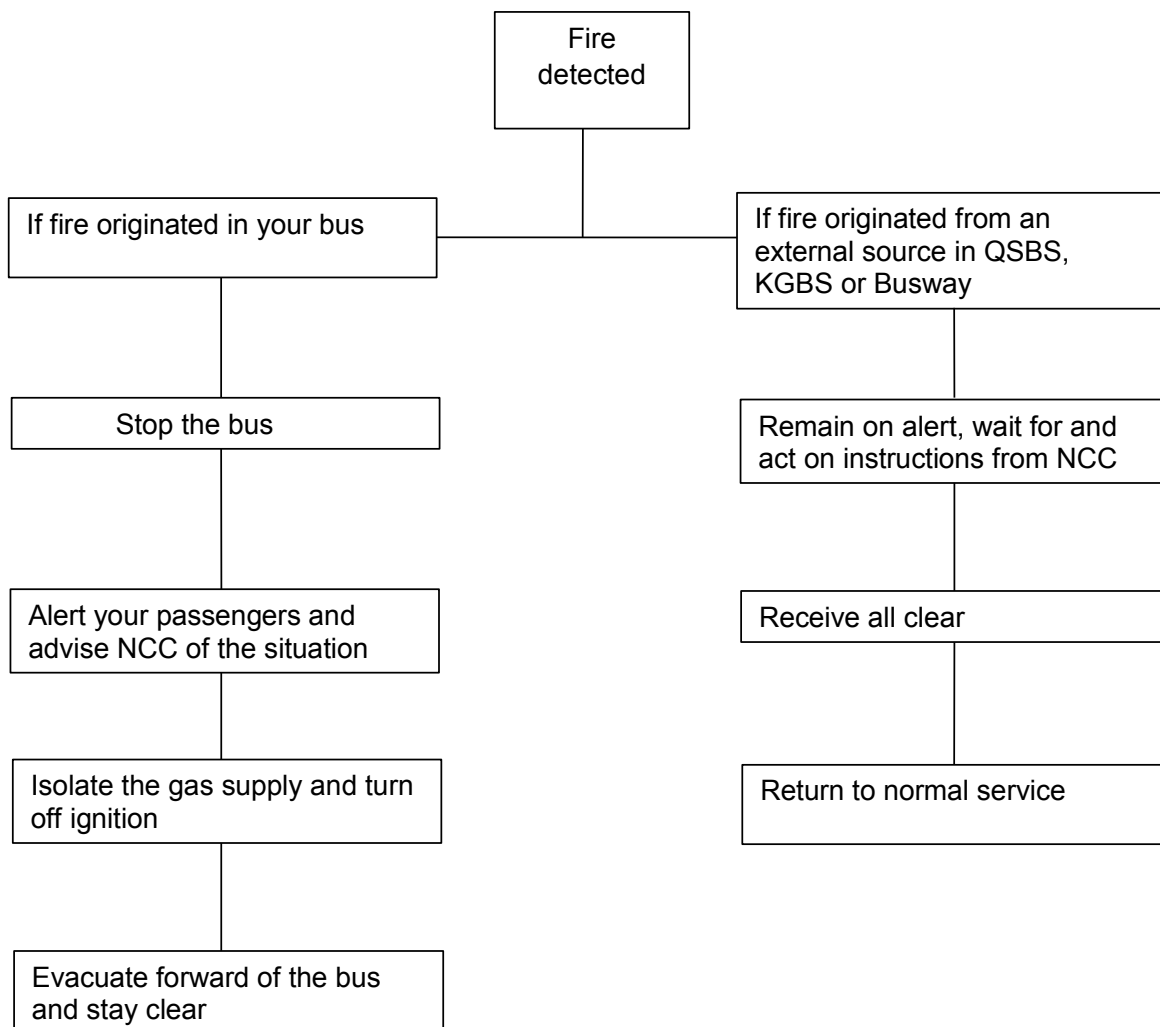 Fire
detected
If fire originated in your bus
If fire originated from an
external source in QSBS,
KGBS or Busway
Stop the bus
Remain on alert, wait for and
act on instructions from NCC
Alert your passengers and
advise NCC of the situation
Receive all clear
Isolate the gas supply and turn
off ignition
Return to normal service
Evacuate forward of the bus
and stay clear